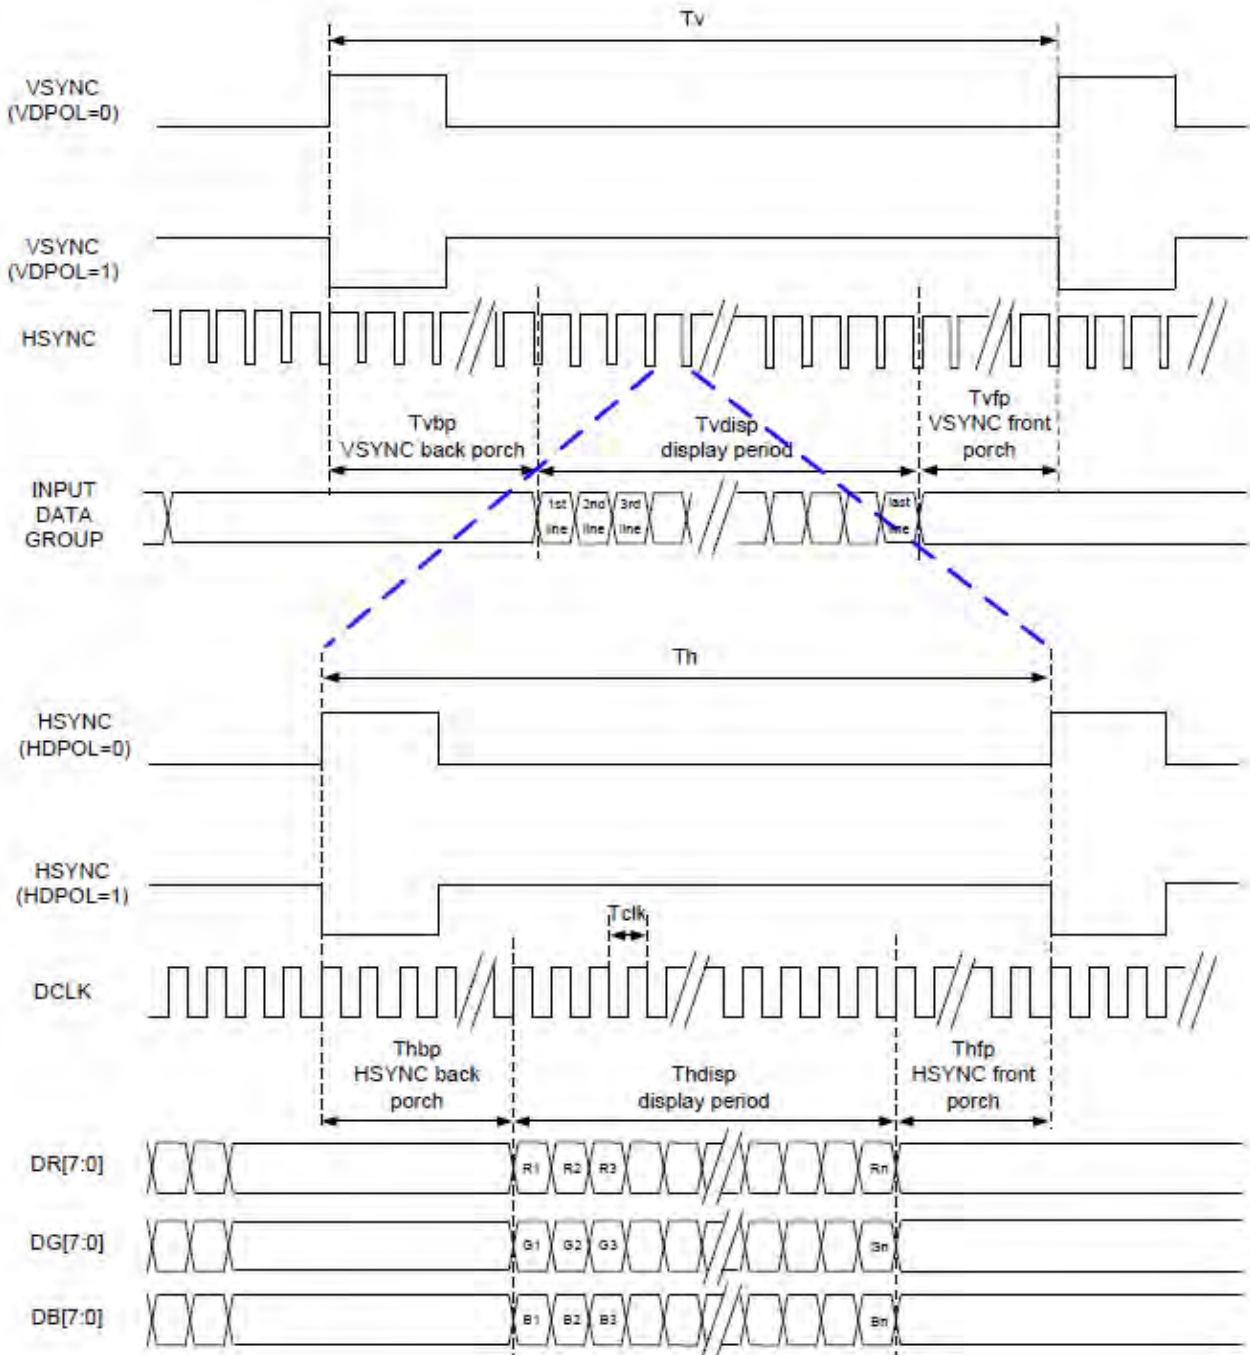 Tv
VSYNC
(VDPOL=0)
VSYNC
(VDPOL=1)
HSYNC
Tvbp
VSYNC back porch
Tvdisp
display period
Tvfp
VSYNC front
porch
INPUT
DATA
GROUP
1st
line
2nd
line
3rd
line
last
line
Th
HSYNC
(HDPOL=0)
HSYNC
(HDPOL=1)
Tclk
DCLK
Thbp
HSYNC back
porch
Thdisp
display period
Thfp
HSYNC front
porch
DR[7:0]
R1 R2 R3 Rn
DG[7:0]
G1 G2 G3 Gn
DB[7:0]
B1 B2 B3 Bn